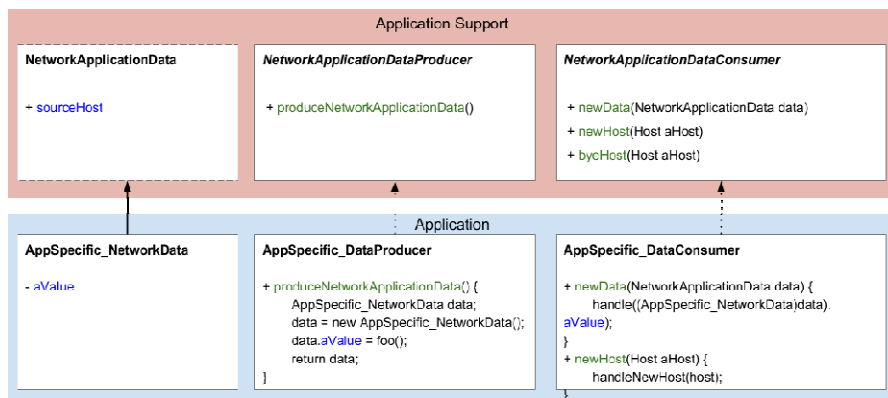 Application Support
NetworkApplicationData
+ sourceHost
NetworkApplicationDataProducer
+ produceNetworkApplicationData()
NetworkApplicationDataConsumer
+ newData(NetworkApplicationData data)
+ newHost(Host aHost)
+ byeHost(Host aHost)
Application
AppSpecific_NetworkData
- aValue
AppSpecific_DataProducer
+ produceNetworkApplicationData() {
AppSpecific_NetworkData data;
data = new AppSpecific_NetworkData();
data.aValue = foo();
return data;
}
AppSpecific_DataConsumer
+ newData(NetworkApplicationData data) {
handle((AppSpecific_NetworkData)data).
aValue);
}
+ newHost(Host aHost) {
handleNewHost(host);
}